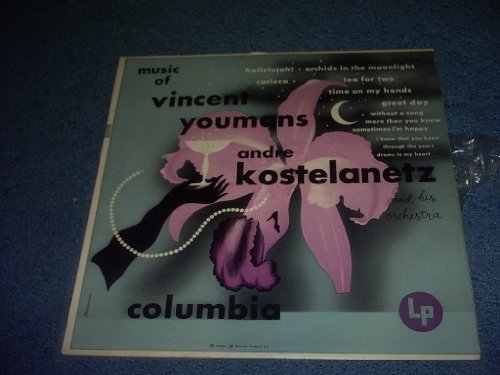 music
of
vincent
youmans
hallelujah! • orchids in the moonlight
carioca • tea for two
time on my hands
great day
without a song
more than you know
sometimes i'm happy
i know that you know
through the years
drums in my heart
andre
kostelanetz
and his
orchestra
columbia
LP